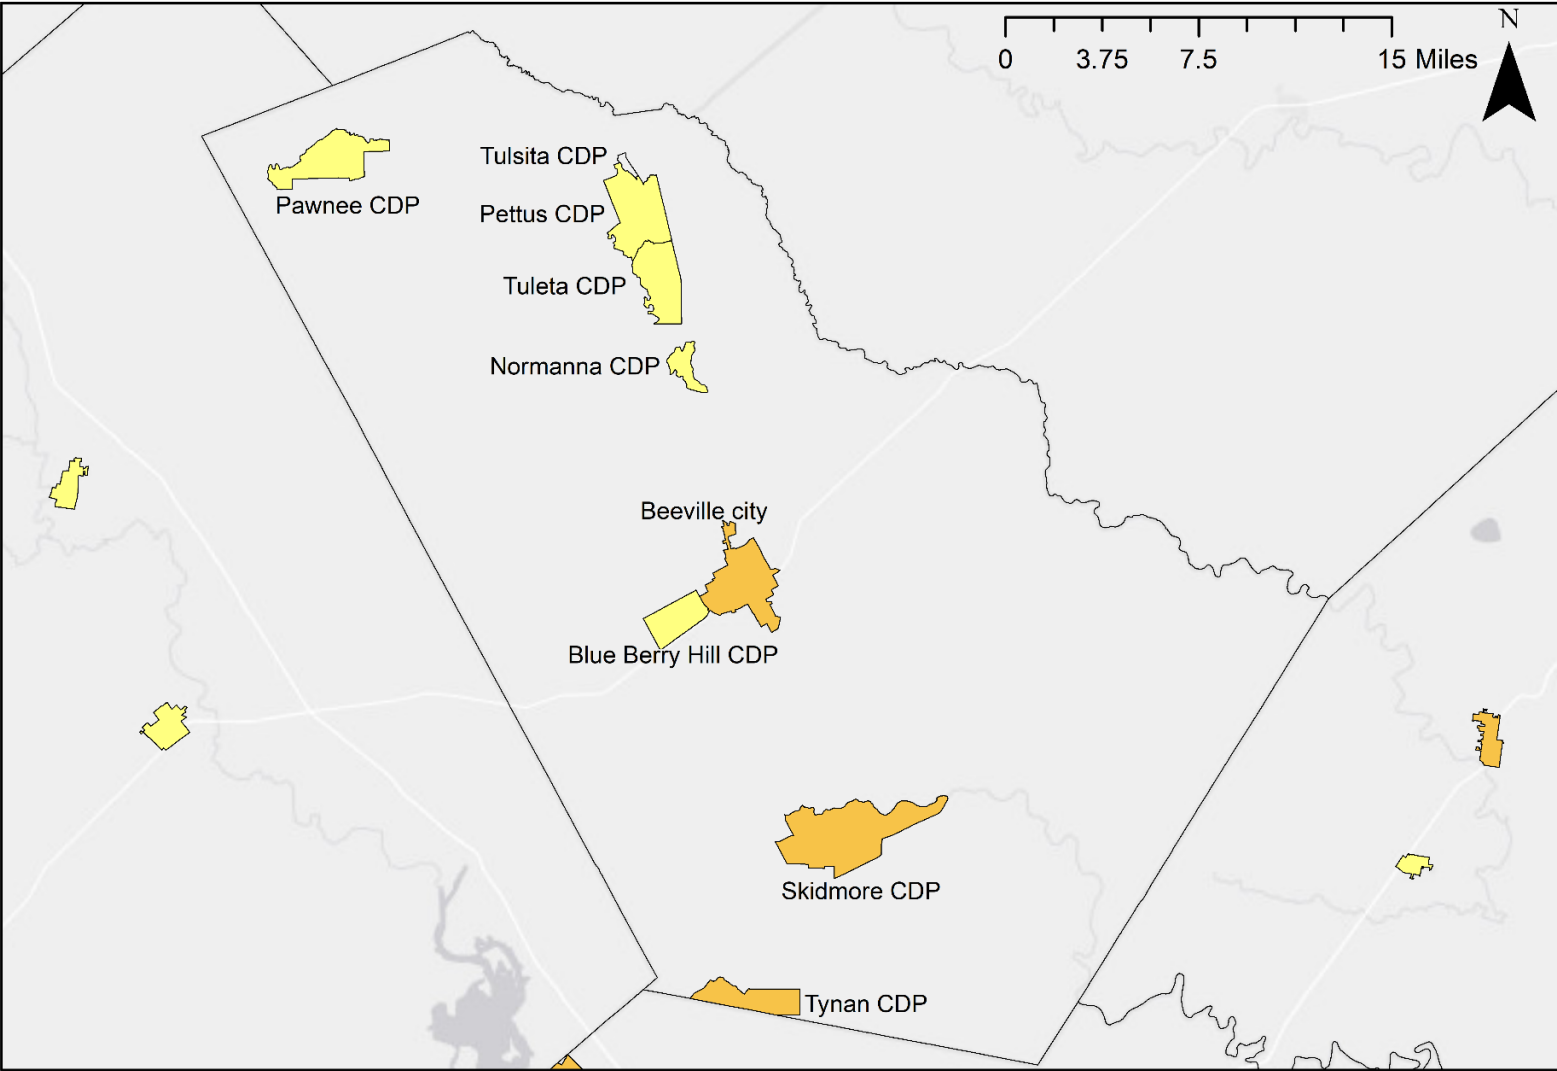 N
0 3.75 7.5 15 Miles
Tulsita CDP
Pawnee CDP
Pettus CDP
Tuleta CDP
Normanna CDP
Beeville city
Blue Berry Hill CDP
Skidmore CDP
Tynan CDP